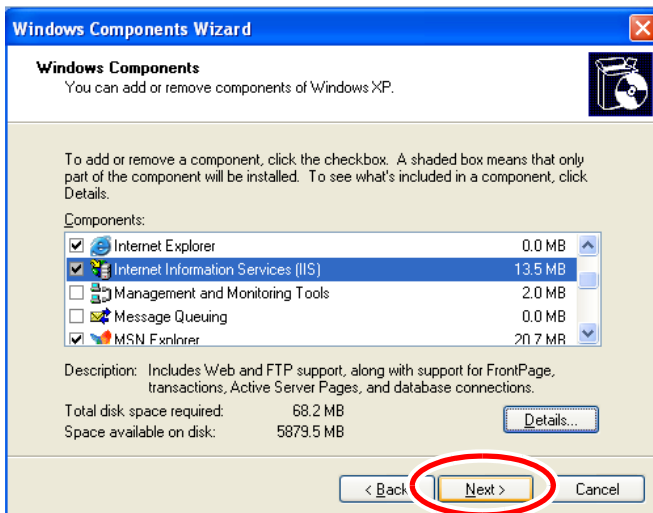 Windows Components Wizard
Windows Components
You can add or remove components of Windows XP.
To add or remove a component, click the checkbox. A shaded box means that only
part of the component will be installed. To see what's included in a component, click
Details.
Components:
Internet Explorer 0.0 MB
Internet Information Services (IIS) 13.5 MB
Management and Monitoring Tools 2.0 MB
Message Queuing 0.0 MB
MSN Explorer 20.7 MB
Description: Includes Web and FTP support, along with support for FrontPage,
transactions, Active Server Pages, and database connections.
Total disk space required: 68.2 MB
Space available on disk: 5879.5 MB
Details...
< Back Next > Cancel